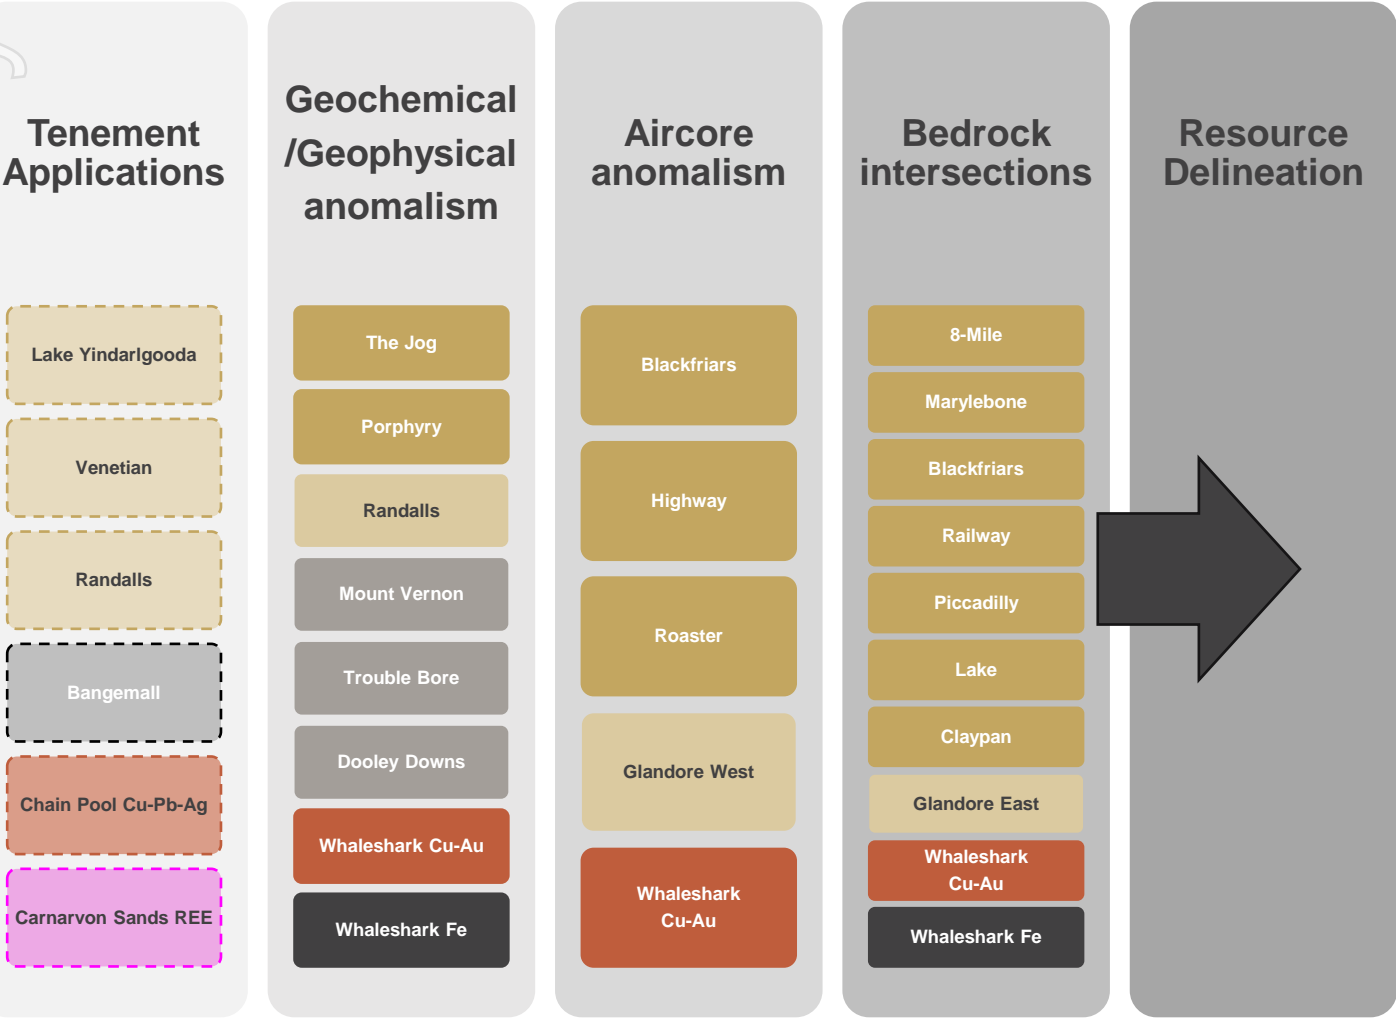 Tenement
Applications
Lake Yindarlgooda
Venetian
Randalls
Bangemall
Chain Pool Cu-Pb-Ag
Carnarvon Sands REE
Geochemical
/Geophysical
anomalism
The Jog
Porphyry
Randalls
Mount Vernon
Trouble Bore
Dooley Downs
Whaleshark Cu-Au
Whaleshark Fe
Aircore
anomalism
Blackfriars
Highway
Roaster
Glandore West
Whaleshark
Cu-Au
Bedrock
intersections
8-Mile
Marylebone
Blackfriars
Railway
Piccadilly
Lake
Claypan
Glandore East
Whaleshark
Cu-Au
Whaleshark Fe
Resource
Delineation